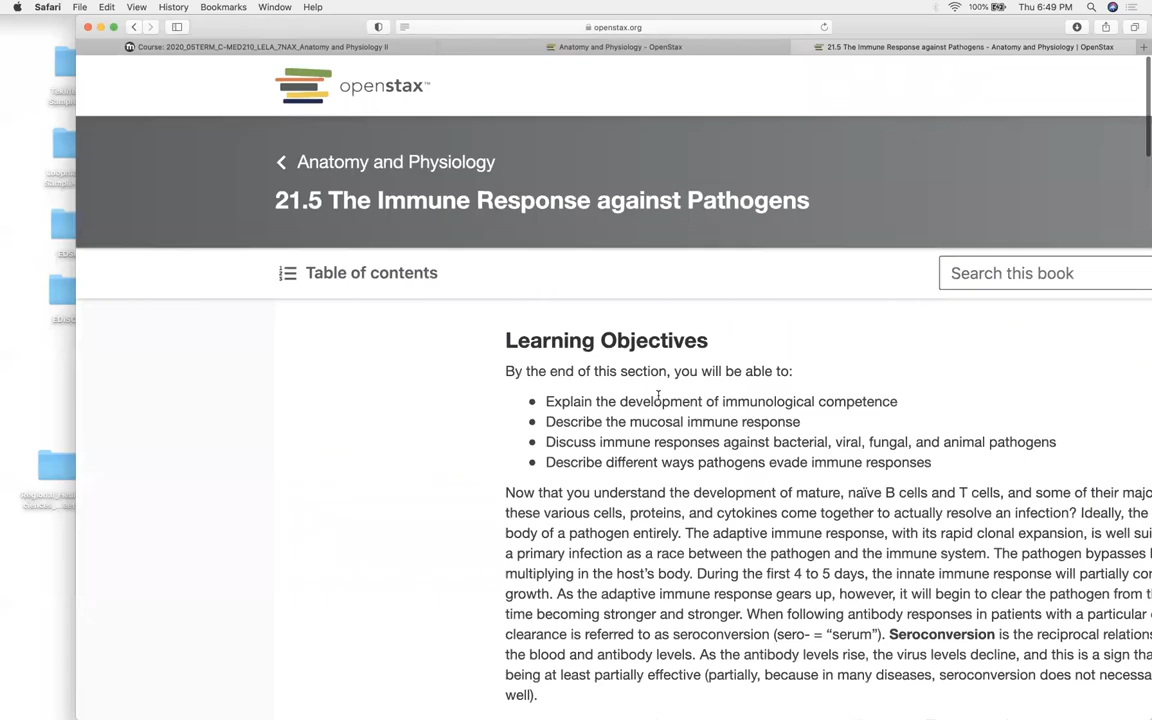 Safari File Edit View History Bookmarks Window Help 100% Thu 6:49 PM
openstax.org
Course: 2020_05TERM_C-MED210_LELA_7NAX_Anatomy and Physiology II
Anatomy and Physiology - OpenStax
21.5 The Immune Response against Pathogens - Anatomy and Physiology | OpenStax
openstax™
Anatomy and Physiology
21.5 The Immune Response against Pathogens
Table of contents
Search this book
Learning Objectives
By the end of this section, you will be able to:
Explain the development of immunological competence
Describe the mucosal immune response
Discuss immune responses against bacterial, viral, fungal, and animal pathogens
Describe different ways pathogens evade immune responses
Now that you understand the development of mature, naïve B cells and T cells, and some of their
these various cells, proteins, and cytokines come together to actually resolve an infection? Ideally, the
body of a pathogen entirely. The adaptive immune response, with its rapid clonal expansion, is well
a primary infection as a race between the pathogen and the immune system. The pathogen bypasses
multiplying in the host's body. During the first 4 to 5 days, the innate immune response will partially
growth. As the adaptive immune response gears up, however, it will begin to clear the pathogen from
time becoming stronger and stronger. When following antibody responses in patients with a particular
clearance is referred to as seroconversion (sero- = “serum”). Seroconversion is the reciprocal
the blood and antibody levels. As the antibody levels rise, the virus levels decline, and this is a sign
being at least partially effective (partially, because in many diseases, seroconversion does not
well).